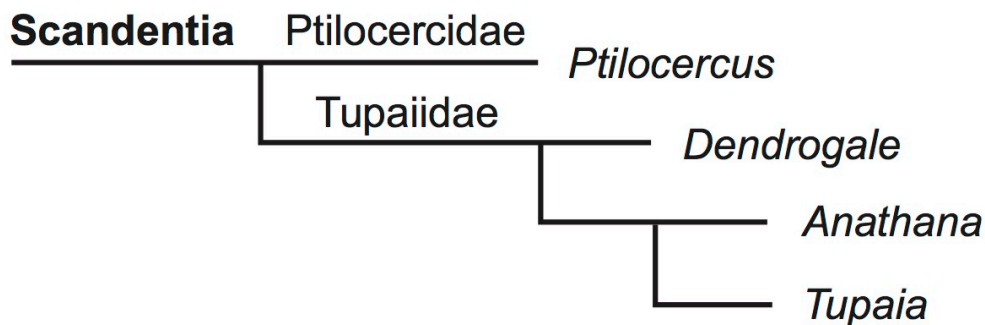 Scandentia
Ptilocercidae
Ptilocercus
Tupaiidae
Dendrogale
Anathana
Tupaia